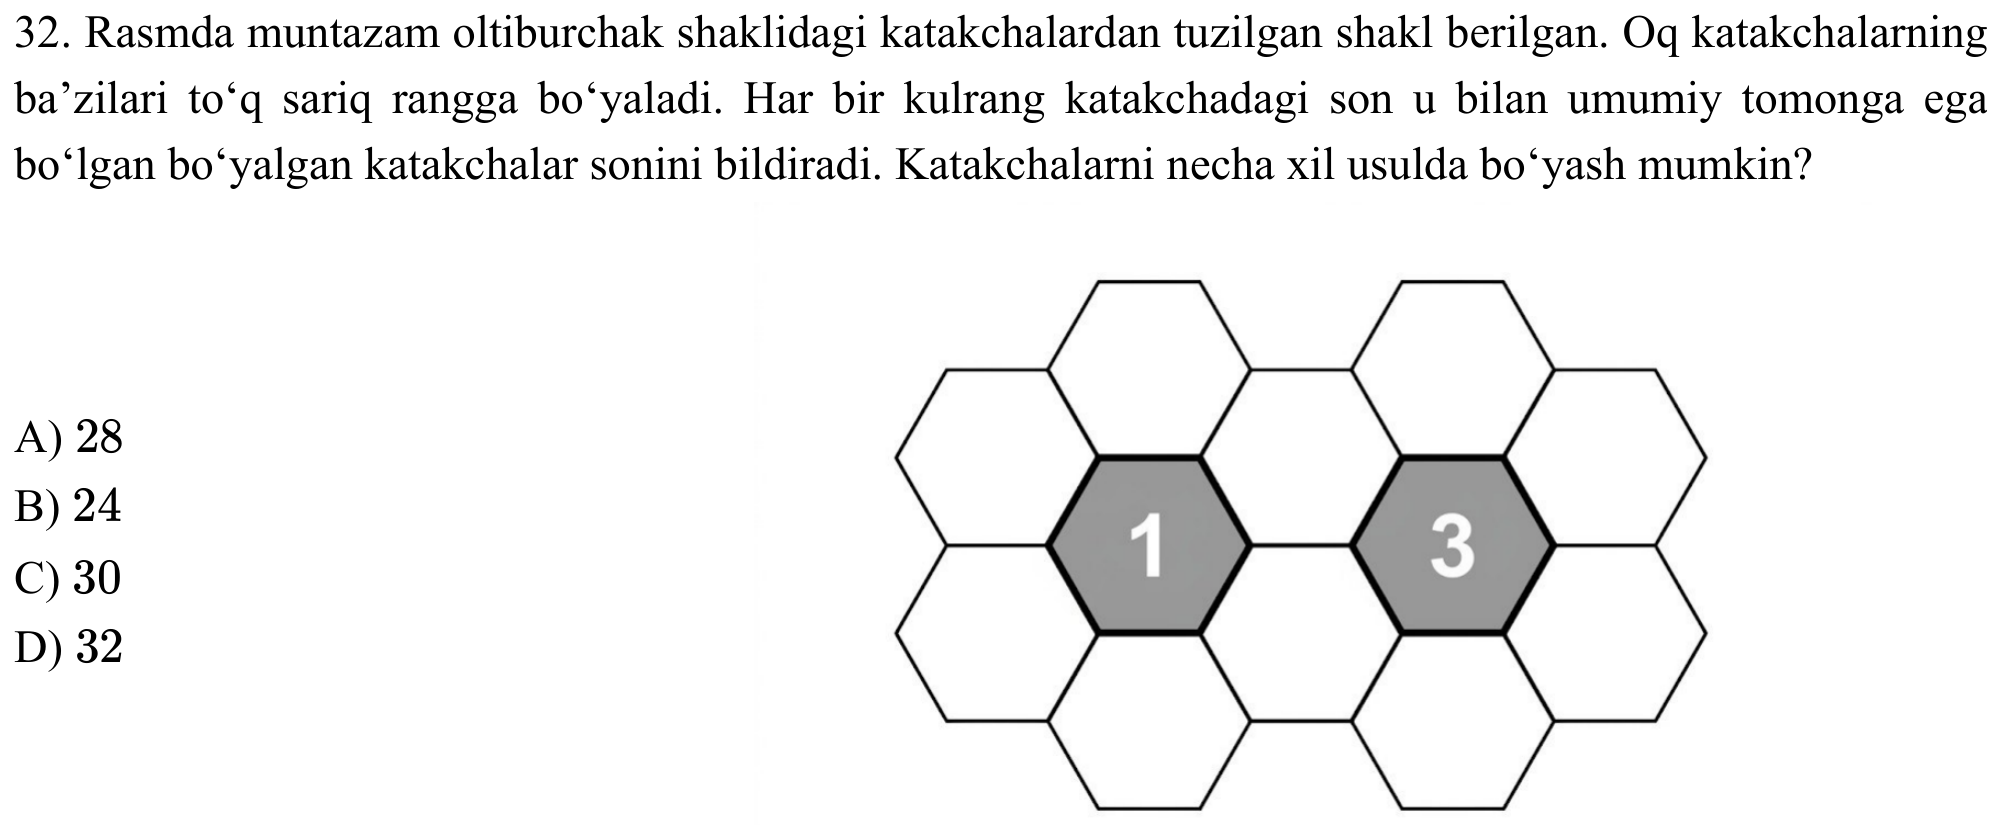 32. Rasmda muntazam oltiburchak shaklidagi katakchalardan tuzilgan shakl berilgan. Oq katakchalarning
ba’zilari to‘q sariq rangga bo‘yaladi. Har bir kulrang katakchadagi son u bilan umumiy tomonga ega
bo‘lgan bo‘yalgan katakchalar sonini bildiradi. Katakchalarni necha xil usulda bo‘yash mumkin?
A) 28
B) 24
C) 30
D) 32
1 3